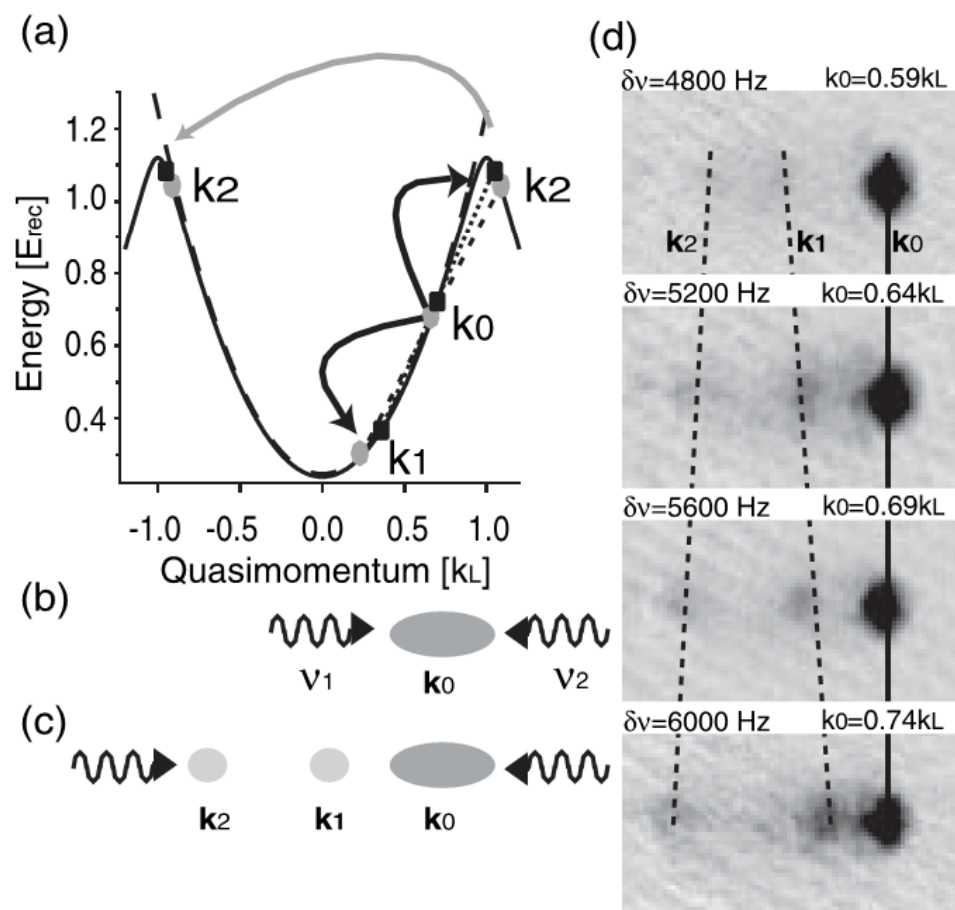 (a)
Energy [Erec]
1.2
1.0
0.8
0.6
0.4
k2
k2
k0
k1
-1.0 -0.5 0.0 0.5 1.0
Quasimomentum [kL]
(b)
ν1 k0 ν2
(c)
k2 k1 k0
(d)
δν=4800 Hz k0=0.59kL
k2 k1 k0
δν=5200 Hz k0=0.64kL
δν=5600 Hz k0=0.69kL
δν=6000 Hz k0=0.74kL